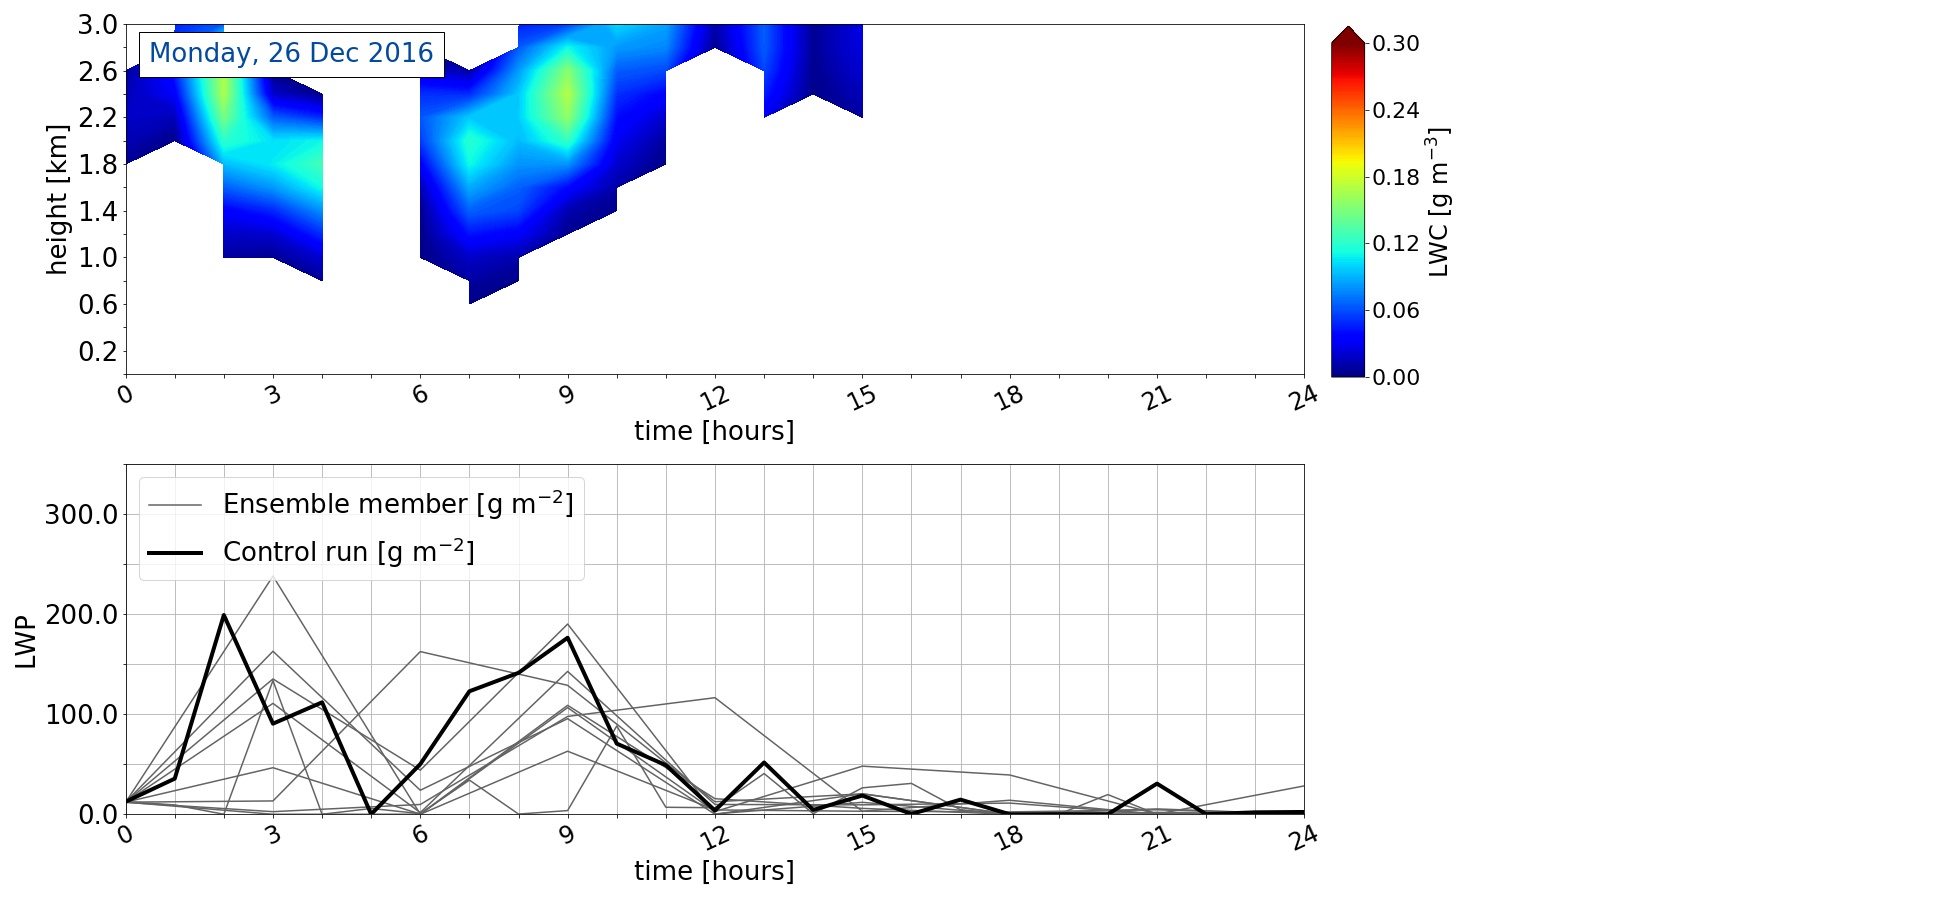 3.0
2.6
2.2
1.8
1.4
1.0
0.6
0.2
height [km]
Monday, 26 Dec 2016
0 3 6 9 12 15 18 21 24
time [hours]
0.30
0.24
0.18
0.12
0.06
0.00
LWC [g m⁻³]
300.0
200.0
100.0
0.0
LWP
Ensemble member [g m⁻²]
Control run [g m⁻²]
0 3 6 9 12 15 18 21 24
time [hours]